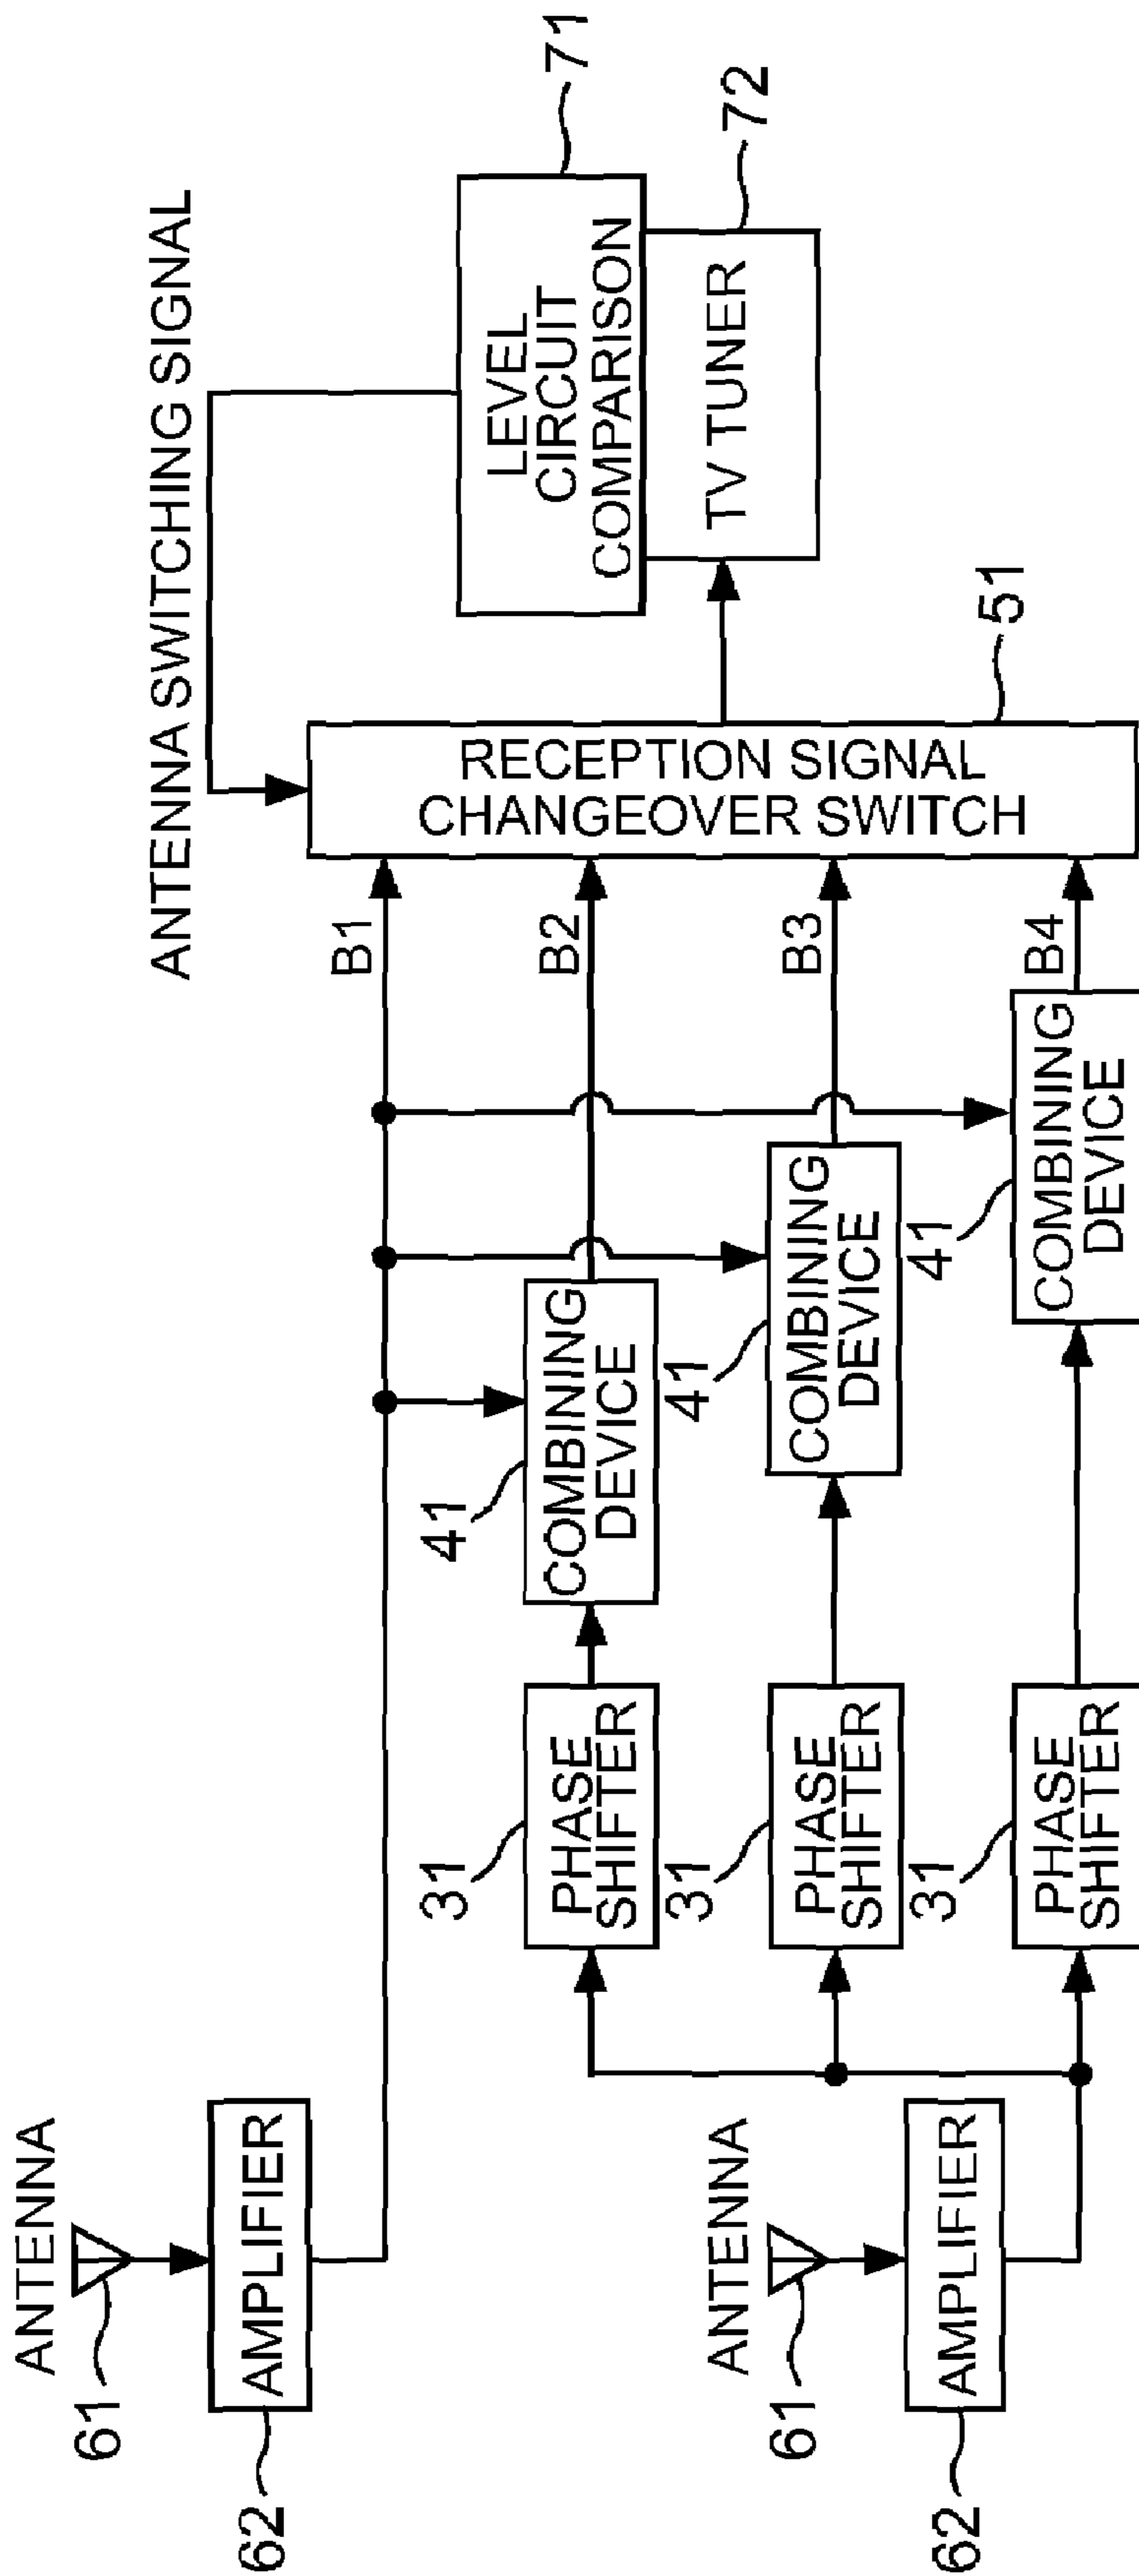 ANTENNA SWITCHING SIGNAL
71
LEVEL
CIRCUIT
COMPARISON
72
TV TUNER
51
RECEPTION SIGNAL
CHANGEOVER SWITCH
B1
B2
B3
B4
41
COMBINING
DEVICE
41
COMBINING
DEVICE
41
COMBINING
DEVICE
31
PHASE
SHIFTER
31
PHASE
SHIFTER
31
PHASE
SHIFTER
ANTENNA
61
AMPLIFIER
62
ANTENNA
61
AMPLIFIER
62